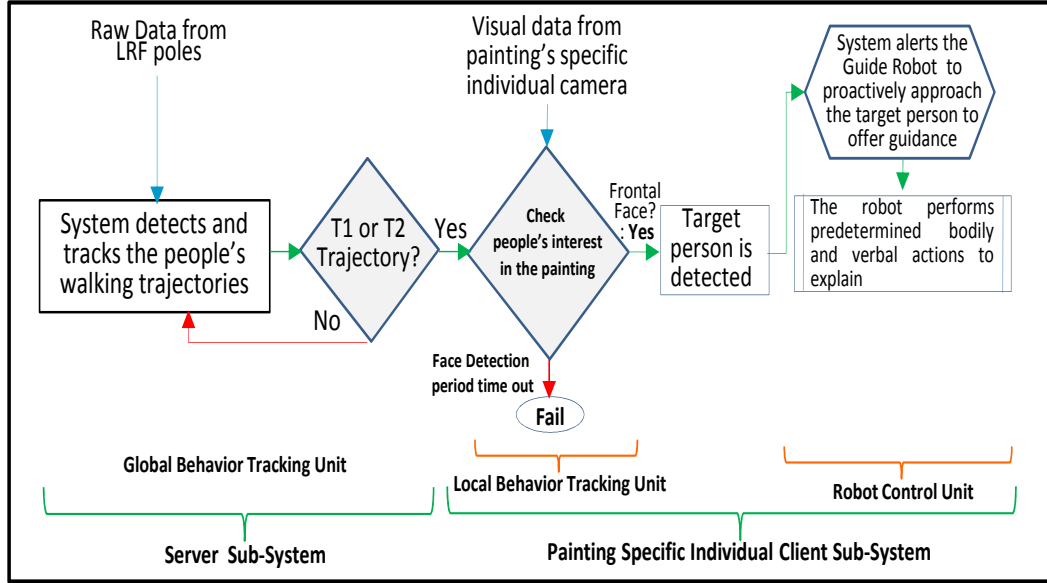 Raw Data from
LRF poles
Visual data from
painting's specific
individual camera
System alerts the
Guide Robot to
proactively approach
the target person to
offer guidance
System detects and
tracks the people's
walking trajectories
T1 or T2
Trajectory?
Yes
No
Check
people's interest
in the painting
Frontal
Face?
: Yes
Target
person is
detected
The robot performs
predetermined bodily
and verbal actions to
explain
Face Detection
period time out
Fail
Global Behavior Tracking Unit
Local Behavior Tracking Unit
Robot Control Unit
Server Sub-System
Painting Specific Individual Client Sub-System